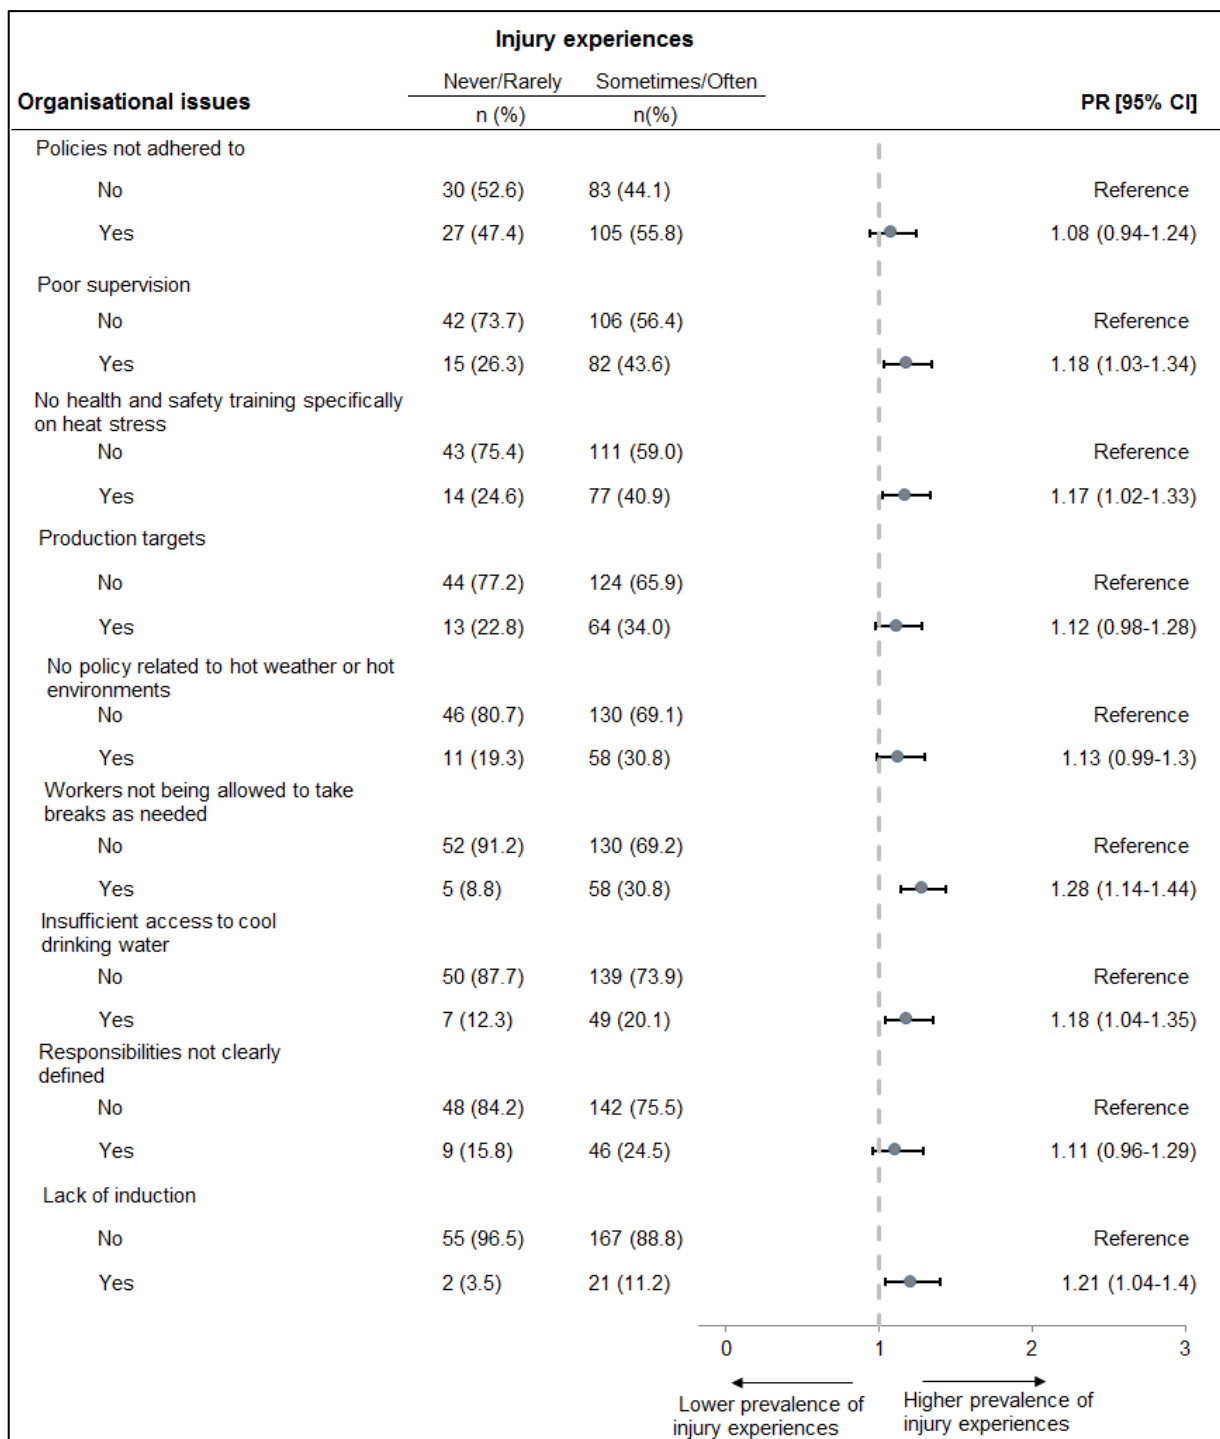 Injury experiences
Never/Rarely Sometimes/Often
Organisational issues PR [95% CI]
n (%) n(%)
Policies not adhered to
No 30 (52.6) 83 (44.1) Reference
Yes 27 (47.4) 105 (55.8) 1.08 (0.94-1.24)
Poor supervision
No 42 (73.7) 106 (56.4) Reference
Yes 15 (26.3) 82 (43.6) 1.18 (1.03-1.34)
No health and safety training specifically
on heat stress
No 43 (75.4) 111 (59.0) Reference
Yes 14 (24.6) 77 (40.9) 1.17 (1.02-1.33)
Production targets
No 44 (77.2) 124 (65.9) Reference
Yes 13 (22.8) 64 (34.0) 1.12 (0.98-1.28)
No policy related to hot weather or hot
environments
No 46 (80.7) 130 (69.1) Reference
Yes 11 (19.3) 58 (30.8) 1.13 (0.99-1.3)
Workers not being allowed to take
breaks as needed
No 52 (91.2) 130 (69.2) Reference
Yes 5 (8.8) 58 (30.8) 1.28 (1.14-1.44)
Insufficient access to cool
drinking water
No 50 (87.7) 139 (73.9) Reference
Yes 7 (12.3) 49 (20.1) 1.18 (1.04-1.35)
Responsibilities not clearly
defined
No 48 (84.2) 142 (75.5) Reference
Yes 9 (15.8) 46 (24.5) 1.11 (0.96-1.29)
Lack of induction
No 55 (96.5) 167 (88.8) Reference
Yes 2 (3.5) 21 (11.2) 1.21 (1.04-1.4)
0 1 2 3
Lower prevalence of
injury experiences
Higher prevalence of
injury experiences